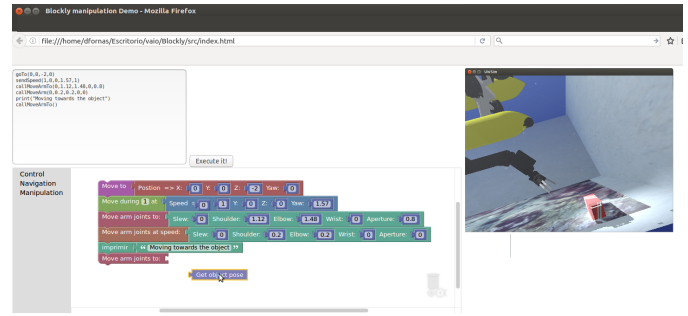 Blockly manipulation Demo - Mozilla Firefox
file:///home/dfornas/Escritorio/vaio/Blockly/src/index.html
goTo(0,0,-2,0)
sendSpeed(1,0,0,1.57,1)
callMoveArmTo(0,1.12,1.48,0,0.8)
callMoveArm(0,0.2,0.2,0,0)
print("Moving towards the object")
callMoveArmTo()
Execute it!
Control
Navigation
Manipulation
Move to Postion => X: 0 Y: 0 Z: -2 Yaw: 0
Move during 1 at Speed = 0 1 Y: 0 Z: 0 Yaw: 1.57
Move arm joints to: Slew: 0 Shoulder: 1.12 Elbow: 1.48 Wrist: 0 Aperture: 0.8
Move arm joints at speed: Slew: 0 Shoulder: 0.2 Elbow: 0.2 Wrist: 0 Aperture: 0
imprimir “ Moving towards the object ”
Move arm joints to:
Get object pose